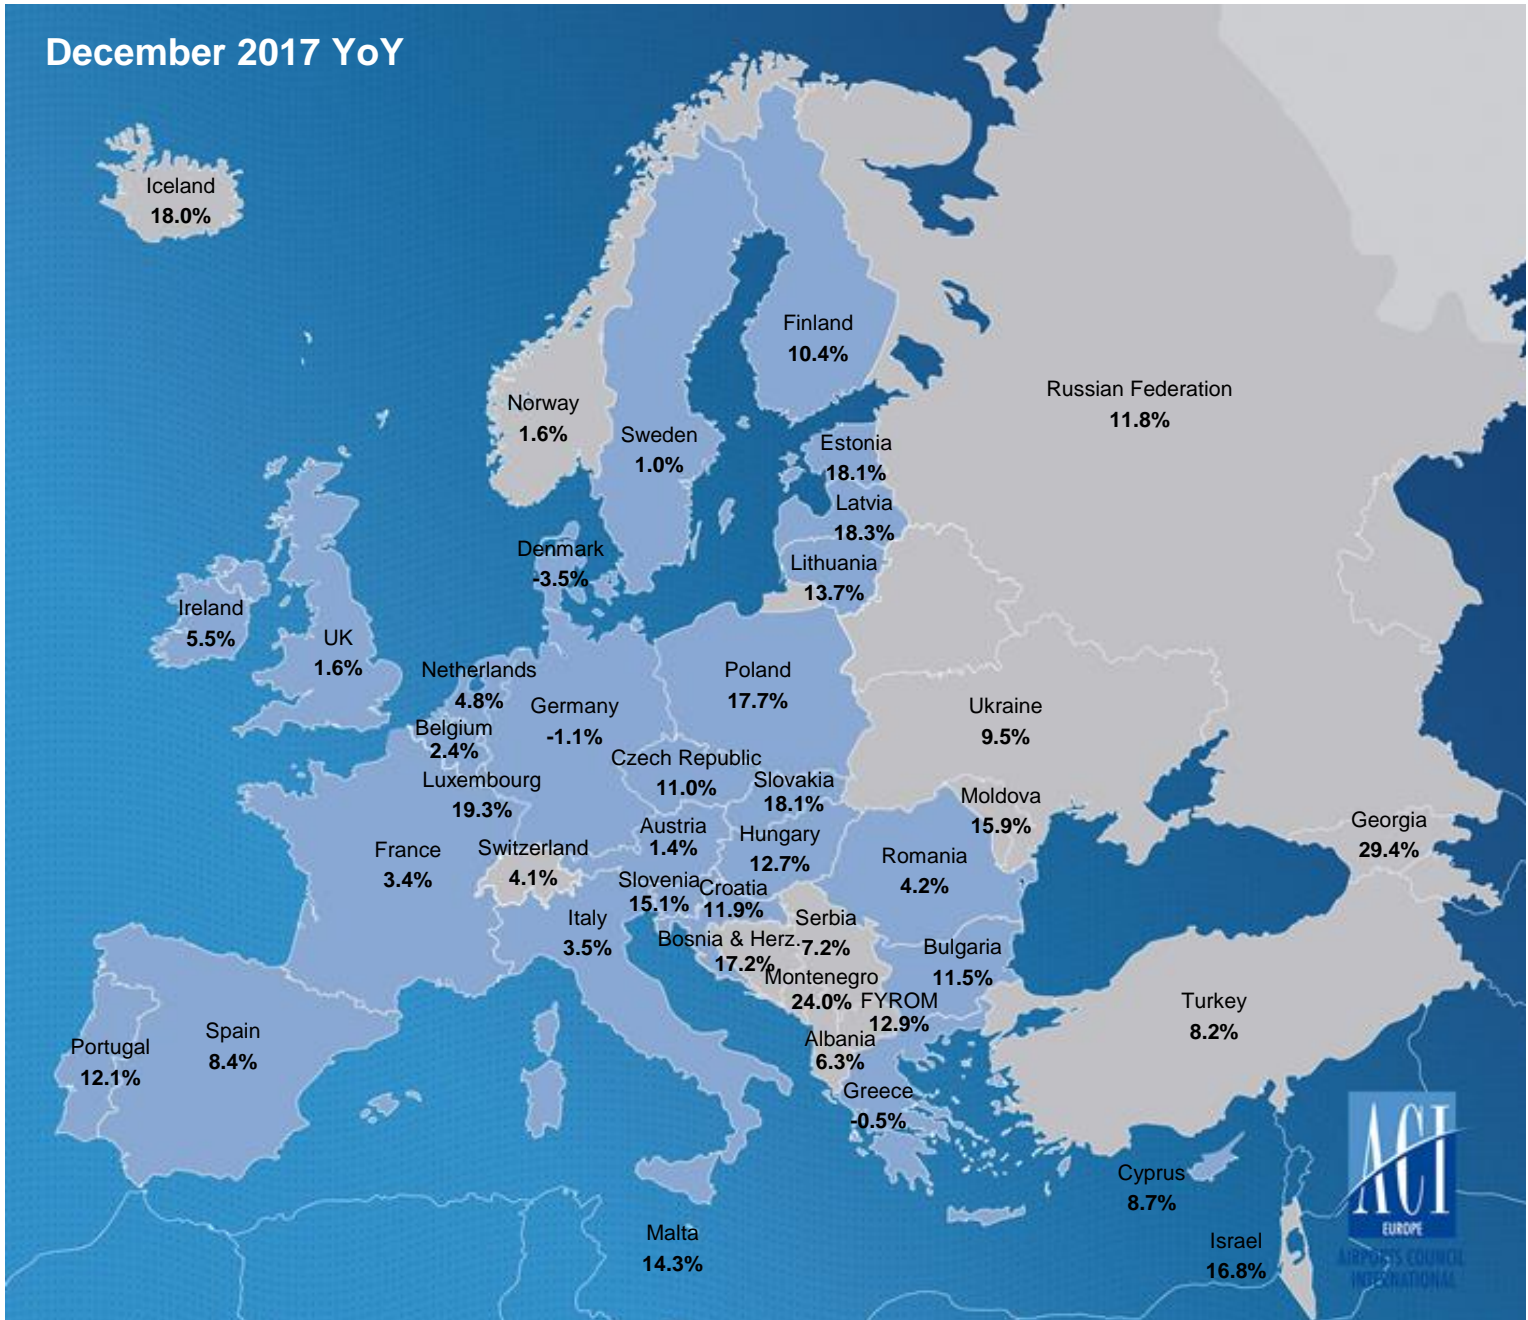 December 2017 YoY
Iceland
18.0%
Finland
10.4%
Russian Federation
11.8%
Norway
1.6%
Sweden
1.0%
Estonia
18.1%
Latvia
18.3%
Denmark
-3.5%
Lithuania
13.7%
Ireland
5.5%
UK
1.6%
Netherlands
4.8%
Germany
-1.1%
Poland
17.7%
Ukraine
9.5%
Belgium
2.4%
Czech Republic
11.0%
Luxembourg
19.3%
Slovakia
18.1%
Moldova
15.9%
Georgia
29.4%
Austria
1.4%
Hungary
12.7%
France
3.4%
Switzerland
4.1%
Romania
4.2%
Slovenia
15.1%
Croatia
11.9%
Italy
3.5%
Serbia
7.2%
Bosnia & Herz.
17.2%
Bulgaria
11.5%
Montenegro
24.0%
FYROM
12.9%
Turkey
8.2%
Spain
8.4%
Portugal
12.1%
Albania
6.3%
Greece
-0.5%
Cyprus
8.7%
Malta
14.3%
Israel
16.8%
ACI
EUROPE
AIRPORTS COUNCIL
INTERNATIONAL